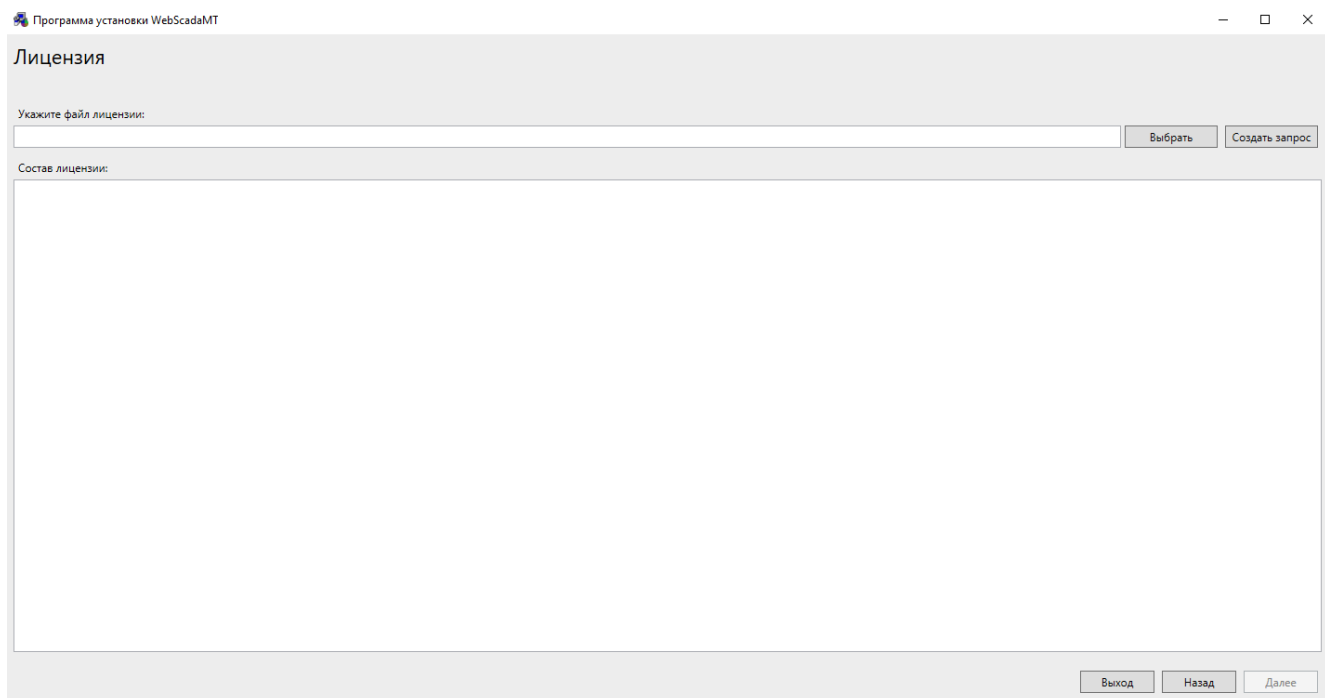 Программа установки WebScadaMT
Лицензия
Укажите файл лицензии:
Выбрать Создать запрос
Состав лицензии:
Выход Назад Далее